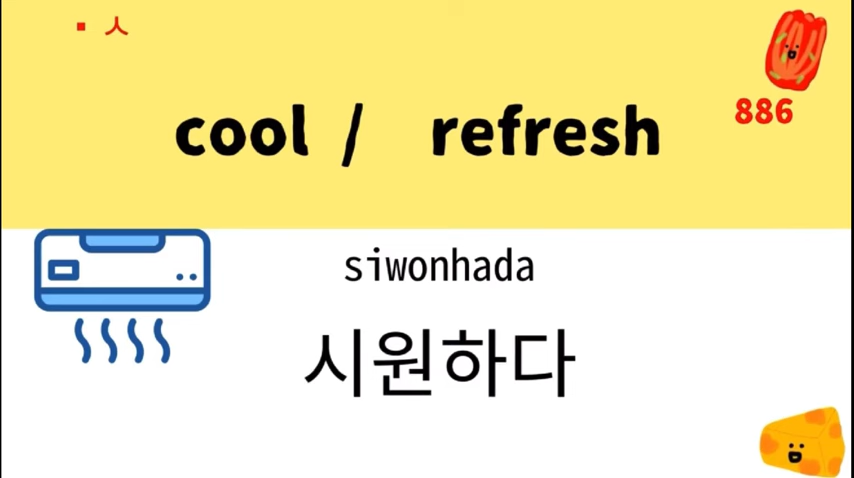 ▪ ㅅ
886
cool / refresh
siwonhada
시원하다